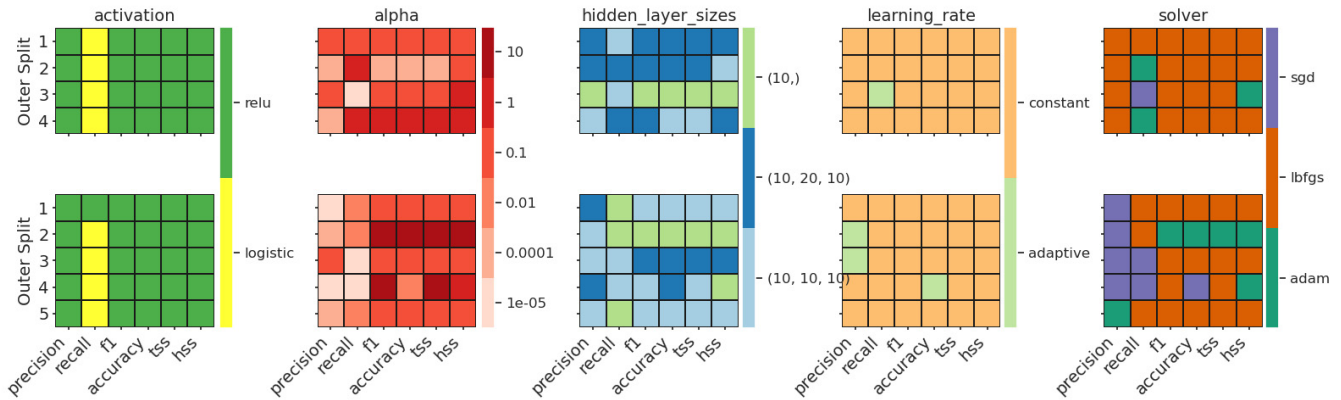 activation
alpha
hidden_layer_sizes
learning_rate
solver
Outer Split
1
2
3
4
Outer Split
1
2
3
4
5
relu
logistic
10
1
0.1
0.01
0.0001
1e-05
(10,)
(10, 20, 10)
(10, 10, 10)
constant
adaptive
sgd
lbfgs
adam
precision
recall
f1
accuracy
tss
hss
precision
recall
f1
accuracy
tss
hss
precision
recall
f1
accuracy
tss
hss
precision
recall
f1
accuracy
tss
hss
precision
recall
f1
accuracy
tss
hss